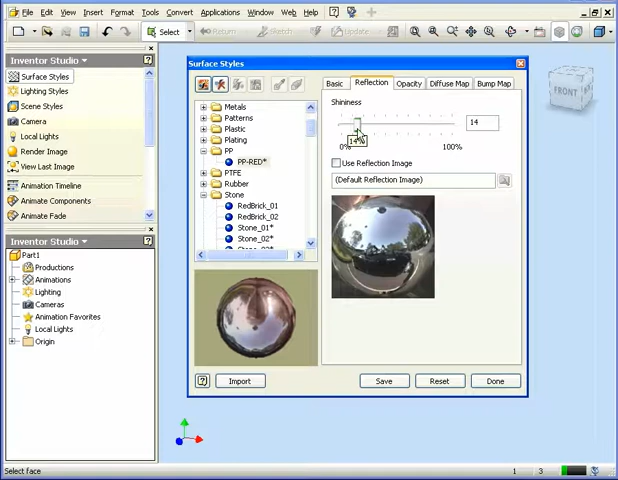 File Edit View Insert Format Tools Convert Applications Window Web Help
Select Return Sketch Update
Inventor Studio
Surface Styles
Lighting Styles
Scene Styles
Camera
Local Lights
Render Image
View Last Image
Animation Timeline
Animate Components
Animate Fade
Inventor Studio
Part1
Productions
Animations
Lighting
Cameras
Animation Favorites
Local Lights
Origin
Surface Styles
Metals
Patterns
Plastic
Plating
PP
PP-RED*
PTFE
Rubber
Stone
RedBrick_01
RedBrick_02
Stone_01*
Stone_02*
Basic Reflection Opacity Diffuse Map Bump Map
Shininess
14
14%
0% 100%
Use Reflection Image
(Default Reflection Image)
Import Save Reset Done
FRONT
Select face 1 3